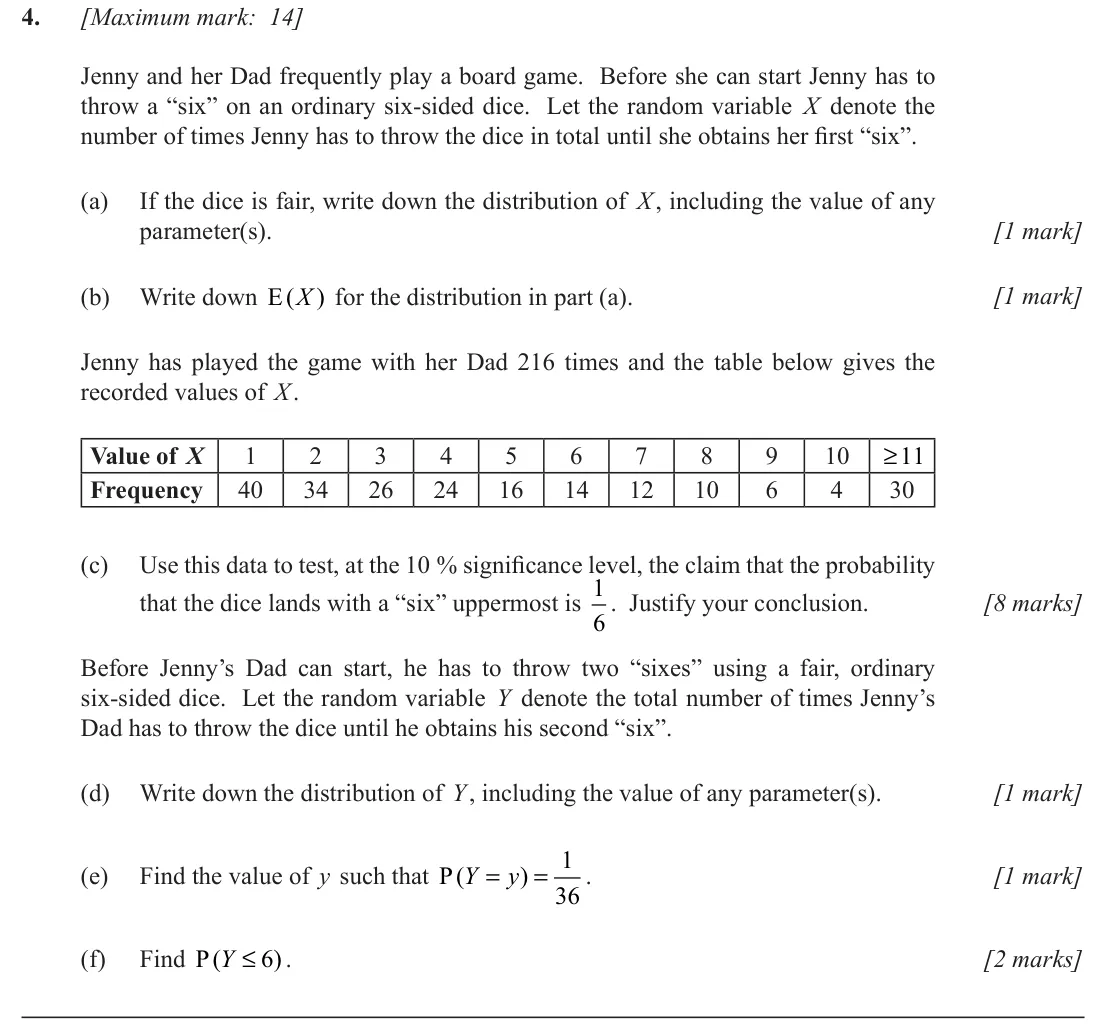 4. [Maximum mark: 14]
Jenny and her Dad frequently play a board game. Before she can start Jenny has to
throw a “six” on an ordinary six-sided dice. Let the random variable X denote the
number of times Jenny has to throw the dice in total until she obtains her first “six”.
(a) If the dice is fair, write down the distribution of X, including the value of any
parameter(s). [1 mark]
(b) Write down E(X) for the distribution in part (a). [1 mark]
Jenny has played the game with her Dad 216 times and the table below gives the
recorded values of X.
Value of X 1 2 3 4 5 6 7 8 9 10 ≥11
Frequency 40 34 26 24 16 14 12 10 6 4 30
(c) Use this data to test, at the 10 % significance level, the claim that the probability
that the dice lands with a “six” uppermost is 1/6. Justify your conclusion. [8 marks]
Before Jenny’s Dad can start, he has to throw two “sixes” using a fair, ordinary
six-sided dice. Let the random variable Y denote the total number of times Jenny’s
Dad has to throw the dice until he obtains his second “six”.
(d) Write down the distribution of Y, including the value of any parameter(s). [1 mark]
(e) Find the value of y such that P(Y = y) = 1/36. [1 mark]
(f) Find P(Y ≤ 6). [2 marks]